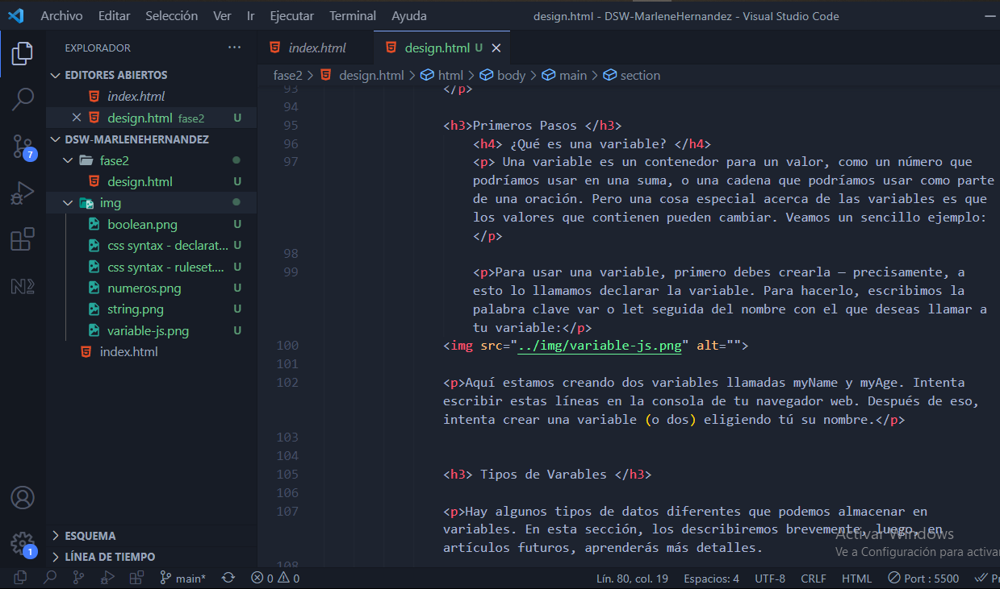 Archivo Editar Selección Ver Ir Ejecutar Terminal Ayuda design.html - DSW-MarleneHernandez - Visual Studio Code
EXPLORADOR ···
EDITORES ABIERTOS
index.html
design.html fase2 U
DSW-MARLENEHERNANDEZ
fase2
design.html U
img
boolean.png U
css syntax - declarat... U
css syntax - ruleset.... U
numeros.png U
string.png U
variable-js.png U
index.html
7
N2
1
ESQUEMA
LÍNEA DE TIEMPO
index.html design.html U
fase2 > design.html > html > body > main > section
93 </p>
94
95 <h3>Primeros Pasos </h3>
96 <h4> ¿Qué es una variable? </h4>
97 <p> Una variable es un contenedor para un valor, como un número que
podríamos usar en una suma, o una cadena que podríamos usar como parte
de una oración. Pero una cosa especial acerca de las variables es que
los valores que contienen pueden cambiar. Veamos un sencillo ejemplo:
</p>
98
99 <p>Para usar una variable, primero debes crearla — precisamente, a
esto lo llamamos declarar la variable. Para hacerlo, escribimos la
palabra clave var o let seguida del nombre con el que deseas llamar a
tu variable:</p>
100 <img src="../img/variable-js.png" alt="">
101
102 <p>Aquí estamos creando dos variables llamadas myName y myAge. Intenta
escribir estas líneas en la consola de tu navegador web. Después de eso,
intenta crear una variable (o dos) eligiendo tú su nombre.</p>
103
104
105 <h3> Tipos de Varables </h3>
106
107 <p>Hay algunos tipos de datos diferentes que podemos almacenar en
variables. En esta sección, los describiremos brevemente, luego, en
artículos futuros, aprenderás más detalles.
108
Activar Windows
Ve a Configuración para activar
main* 0 0 Lín. 80, col. 19 Espacios: 4 UTF-8 CRLF HTML Port : 5500